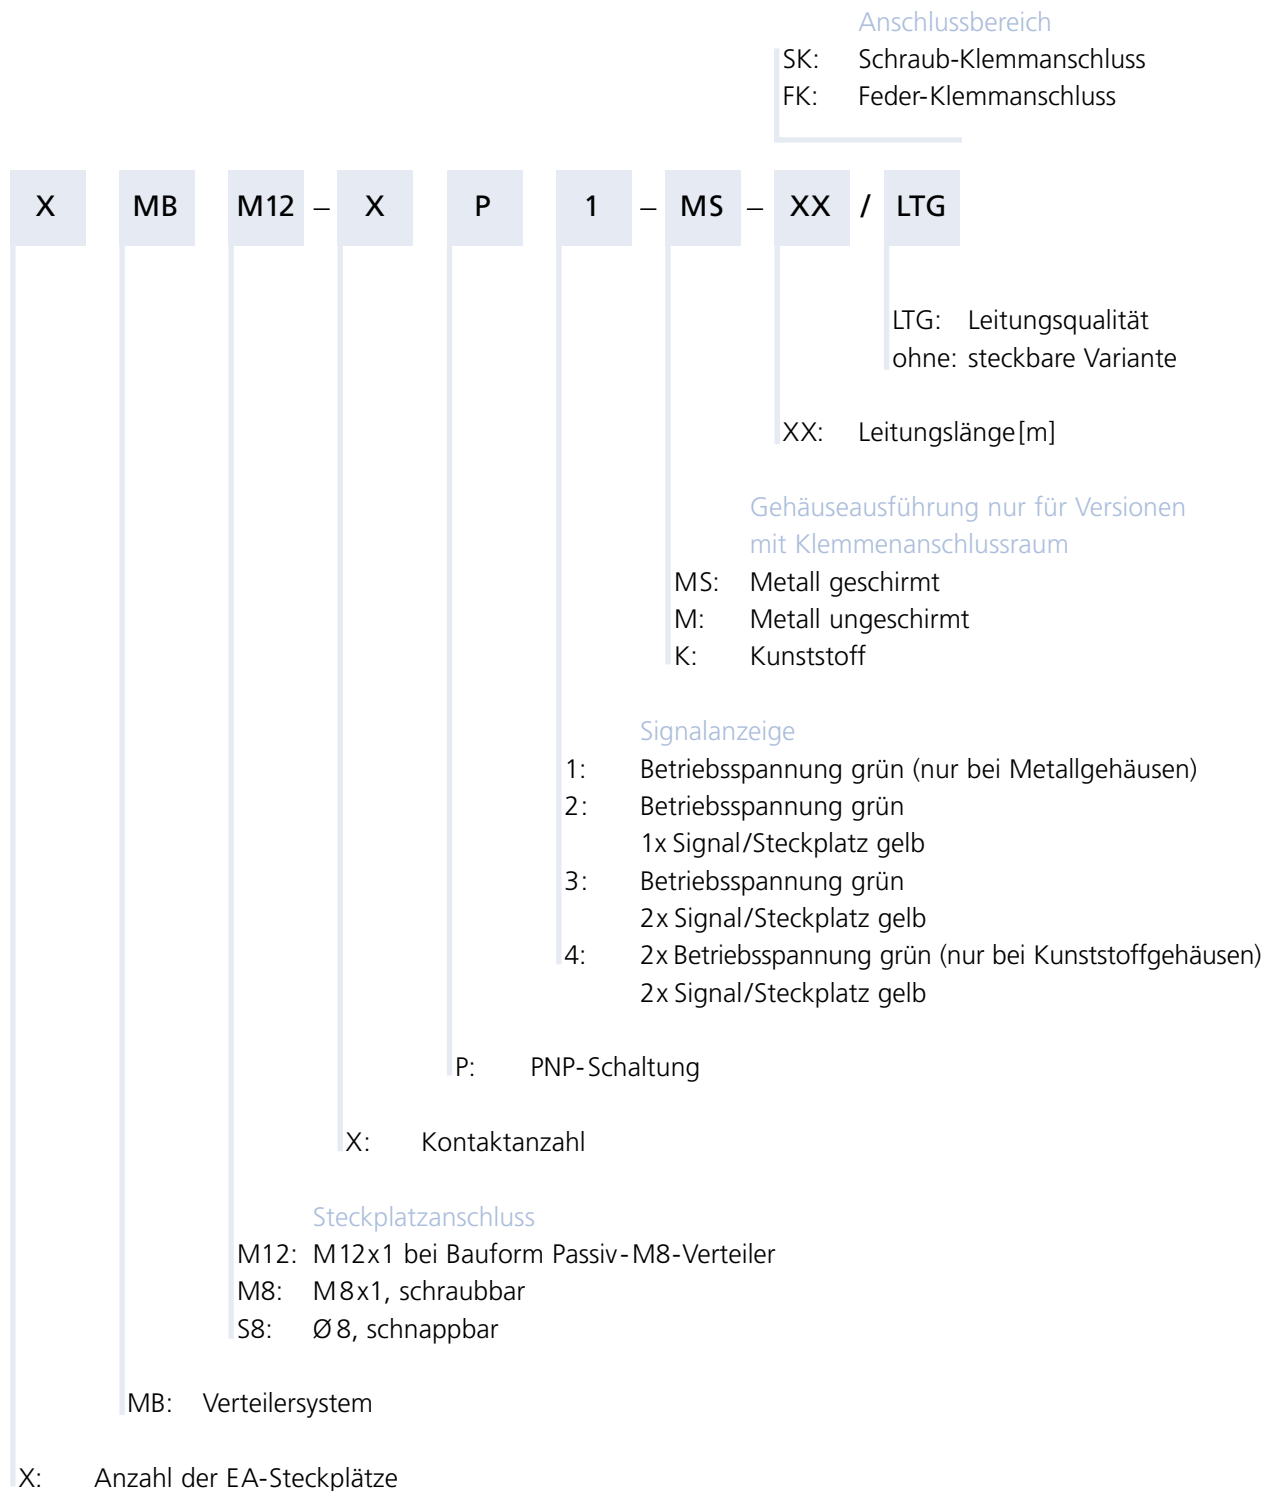 Anschlussbereich
SK: Schraub-Klemmanschluss
FK: Feder-Klemmanschluss
X MB M12 – X P 1 – MS – XX / LTG
LTG: Leitungsqualität
ohne: steckbare Variante
XX: Leitungslänge [m]
Gehäuseausführung nur für Versionen
mit Klemmenanschlussraum
MS: Metall geschirmt
M: Metall ungeschirmt
K: Kunststoff
Signalanzeige
1: Betriebsspannung grün (nur bei Metallgehäusen)
2: Betriebsspannung grün
1x Signal/Steckplatz gelb
3: Betriebsspannung grün
2x Signal/Steckplatz gelb
4: 2x Betriebsspannung grün (nur bei Kunststoffgehäusen)
2x Signal/Steckplatz gelb
P: PNP-Schaltung
X: Kontaktanzahl
Steckplatzanschluss
M12: M12x1 bei Bauform Passiv-M8-Verteiler
M8: M8x1, schraubbar
S8: Ø 8, schnappbar
MB: Verteilersystem
X: Anzahl der EA-Steckplätze